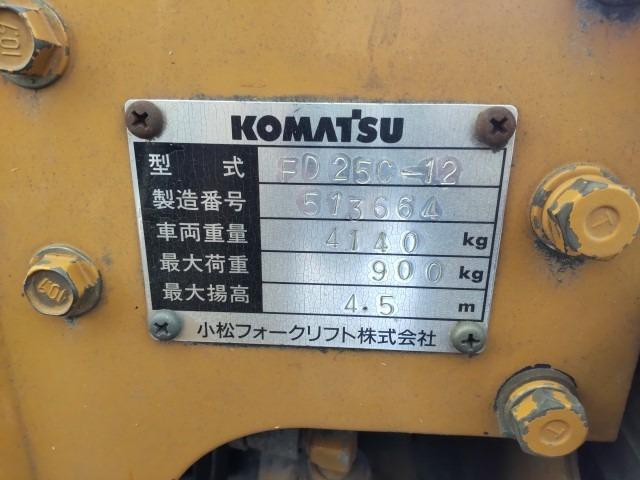 KOMATSU
型式 FD25C-12
製造番号 513664
車両重量 4140 kg
最大荷重 900 kg
最大揚高 4.5 m
小松フォークリフト株式会社